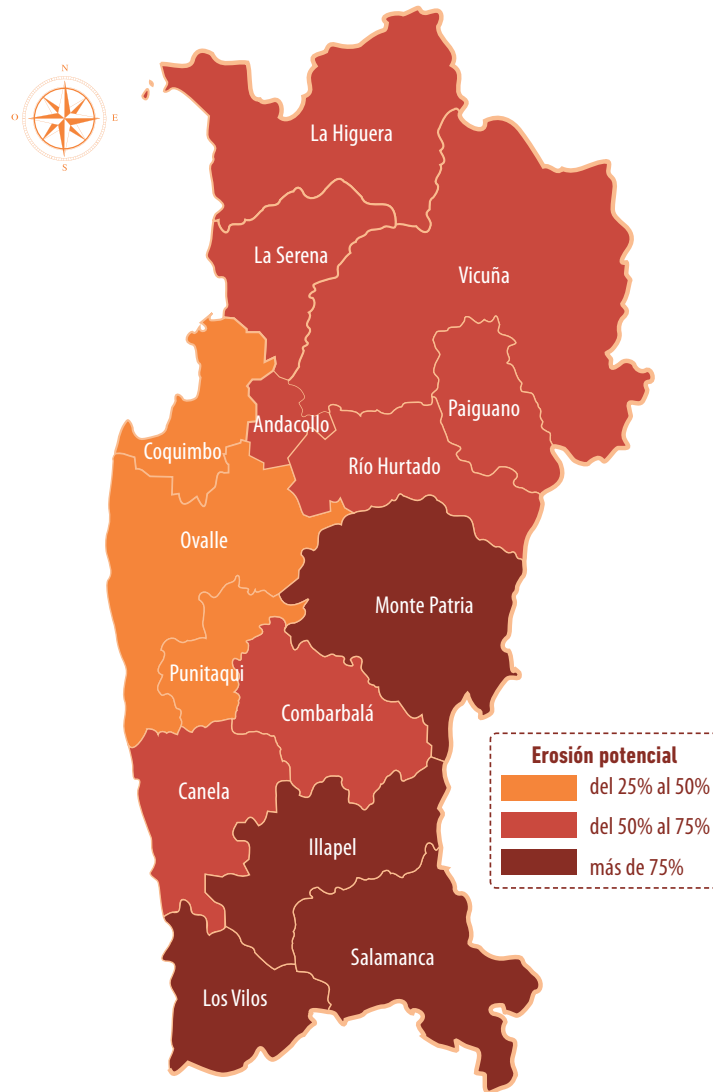 N
O
E
S
La Higuera
La Serena
Vicuña
Paiguano
Andacollo
Coquimbo
Río Hurtado
Ovalle
Monte Patria
Punitaqui
Combarbalá
Erosión potencial
del 25% al 50%
Canela
del 50% al 75%
Illapel
más de 75%
Salamanca
Los Vilos